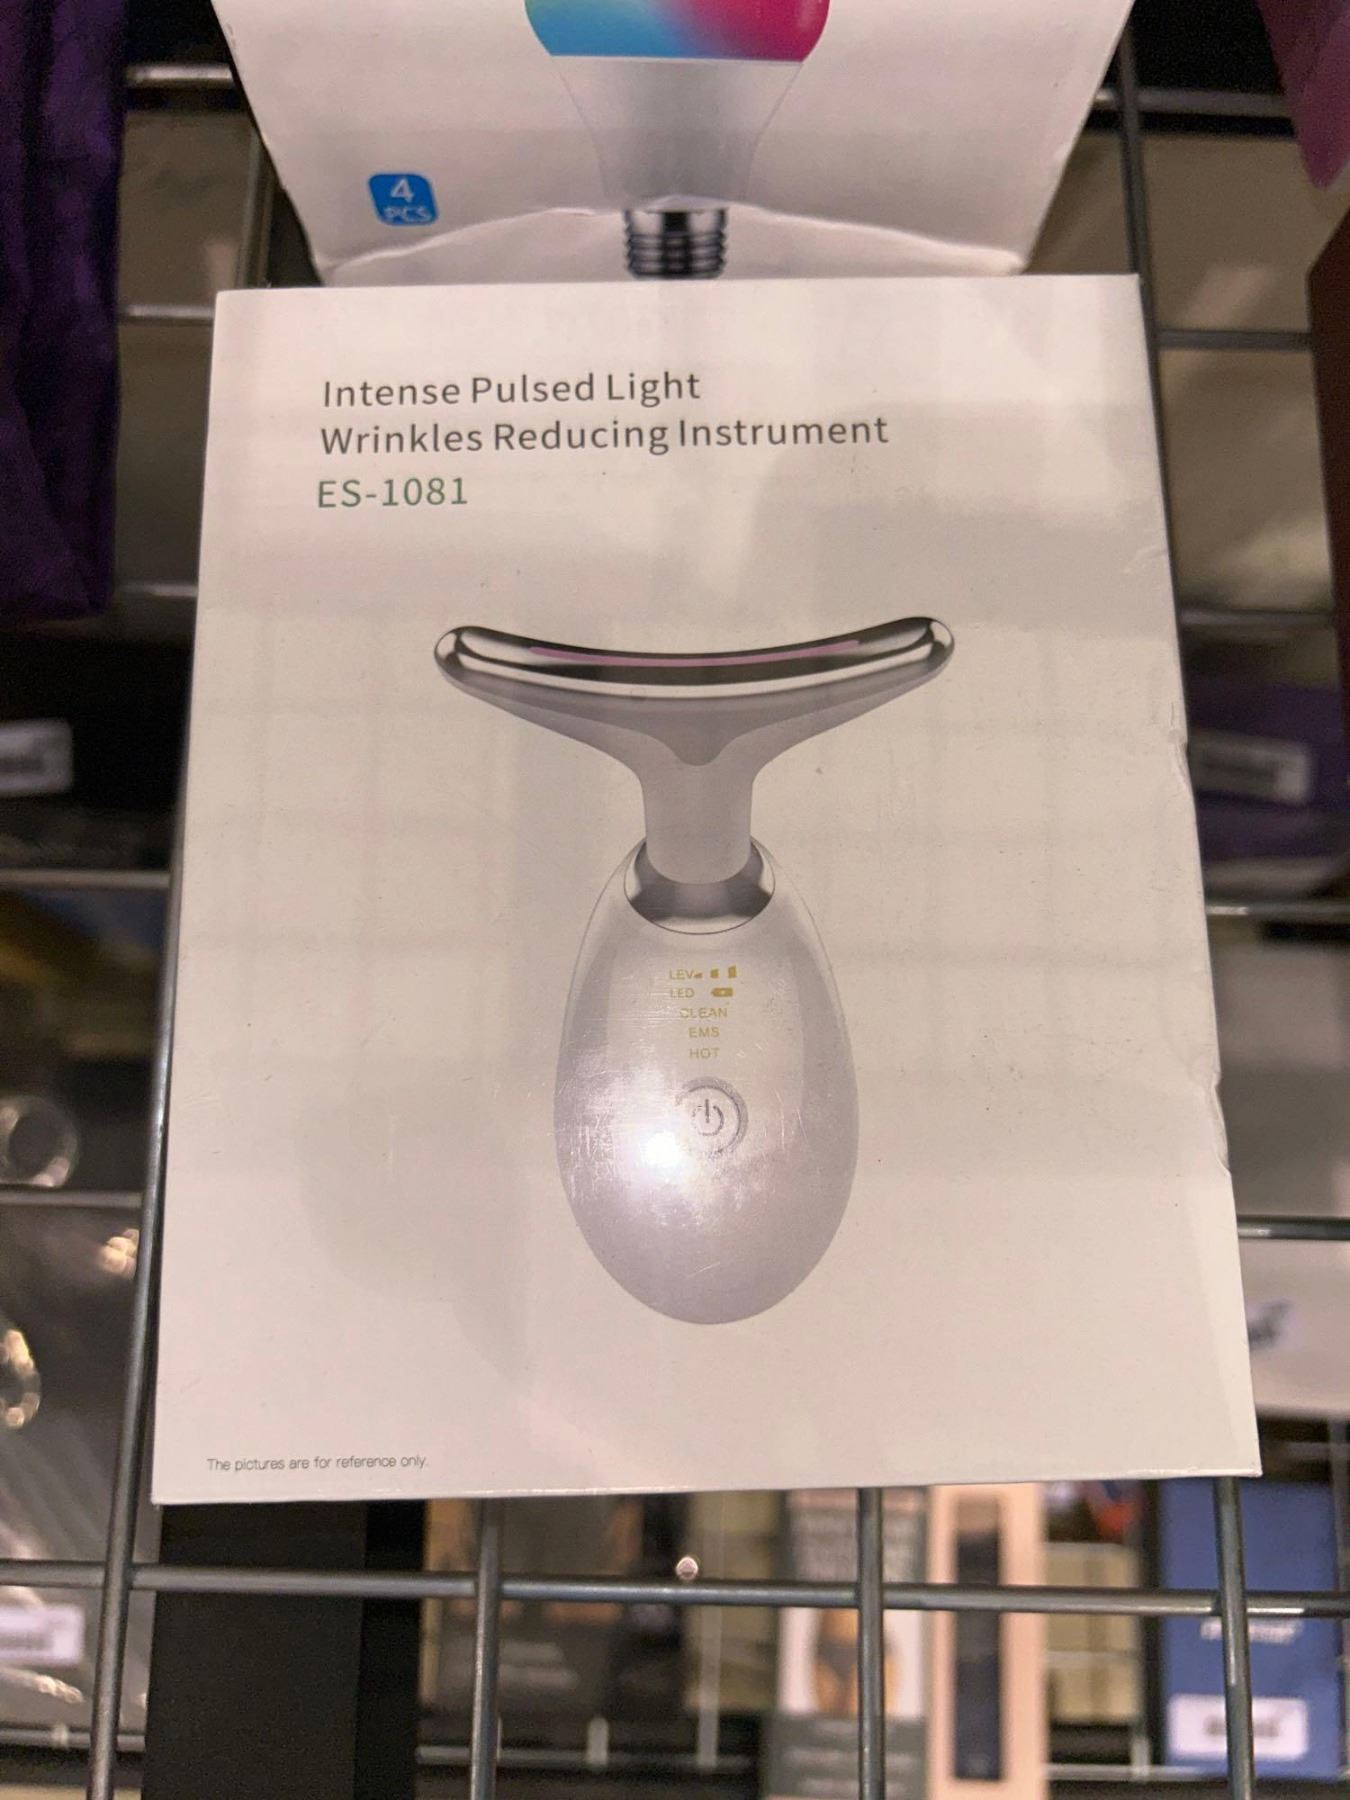 4
PCS
Intense Pulsed Light
Wrinkles Reducing Instrument
ES-1081
LEV
LED
CLEAN
EMS
HOT
The pictures are for reference only.